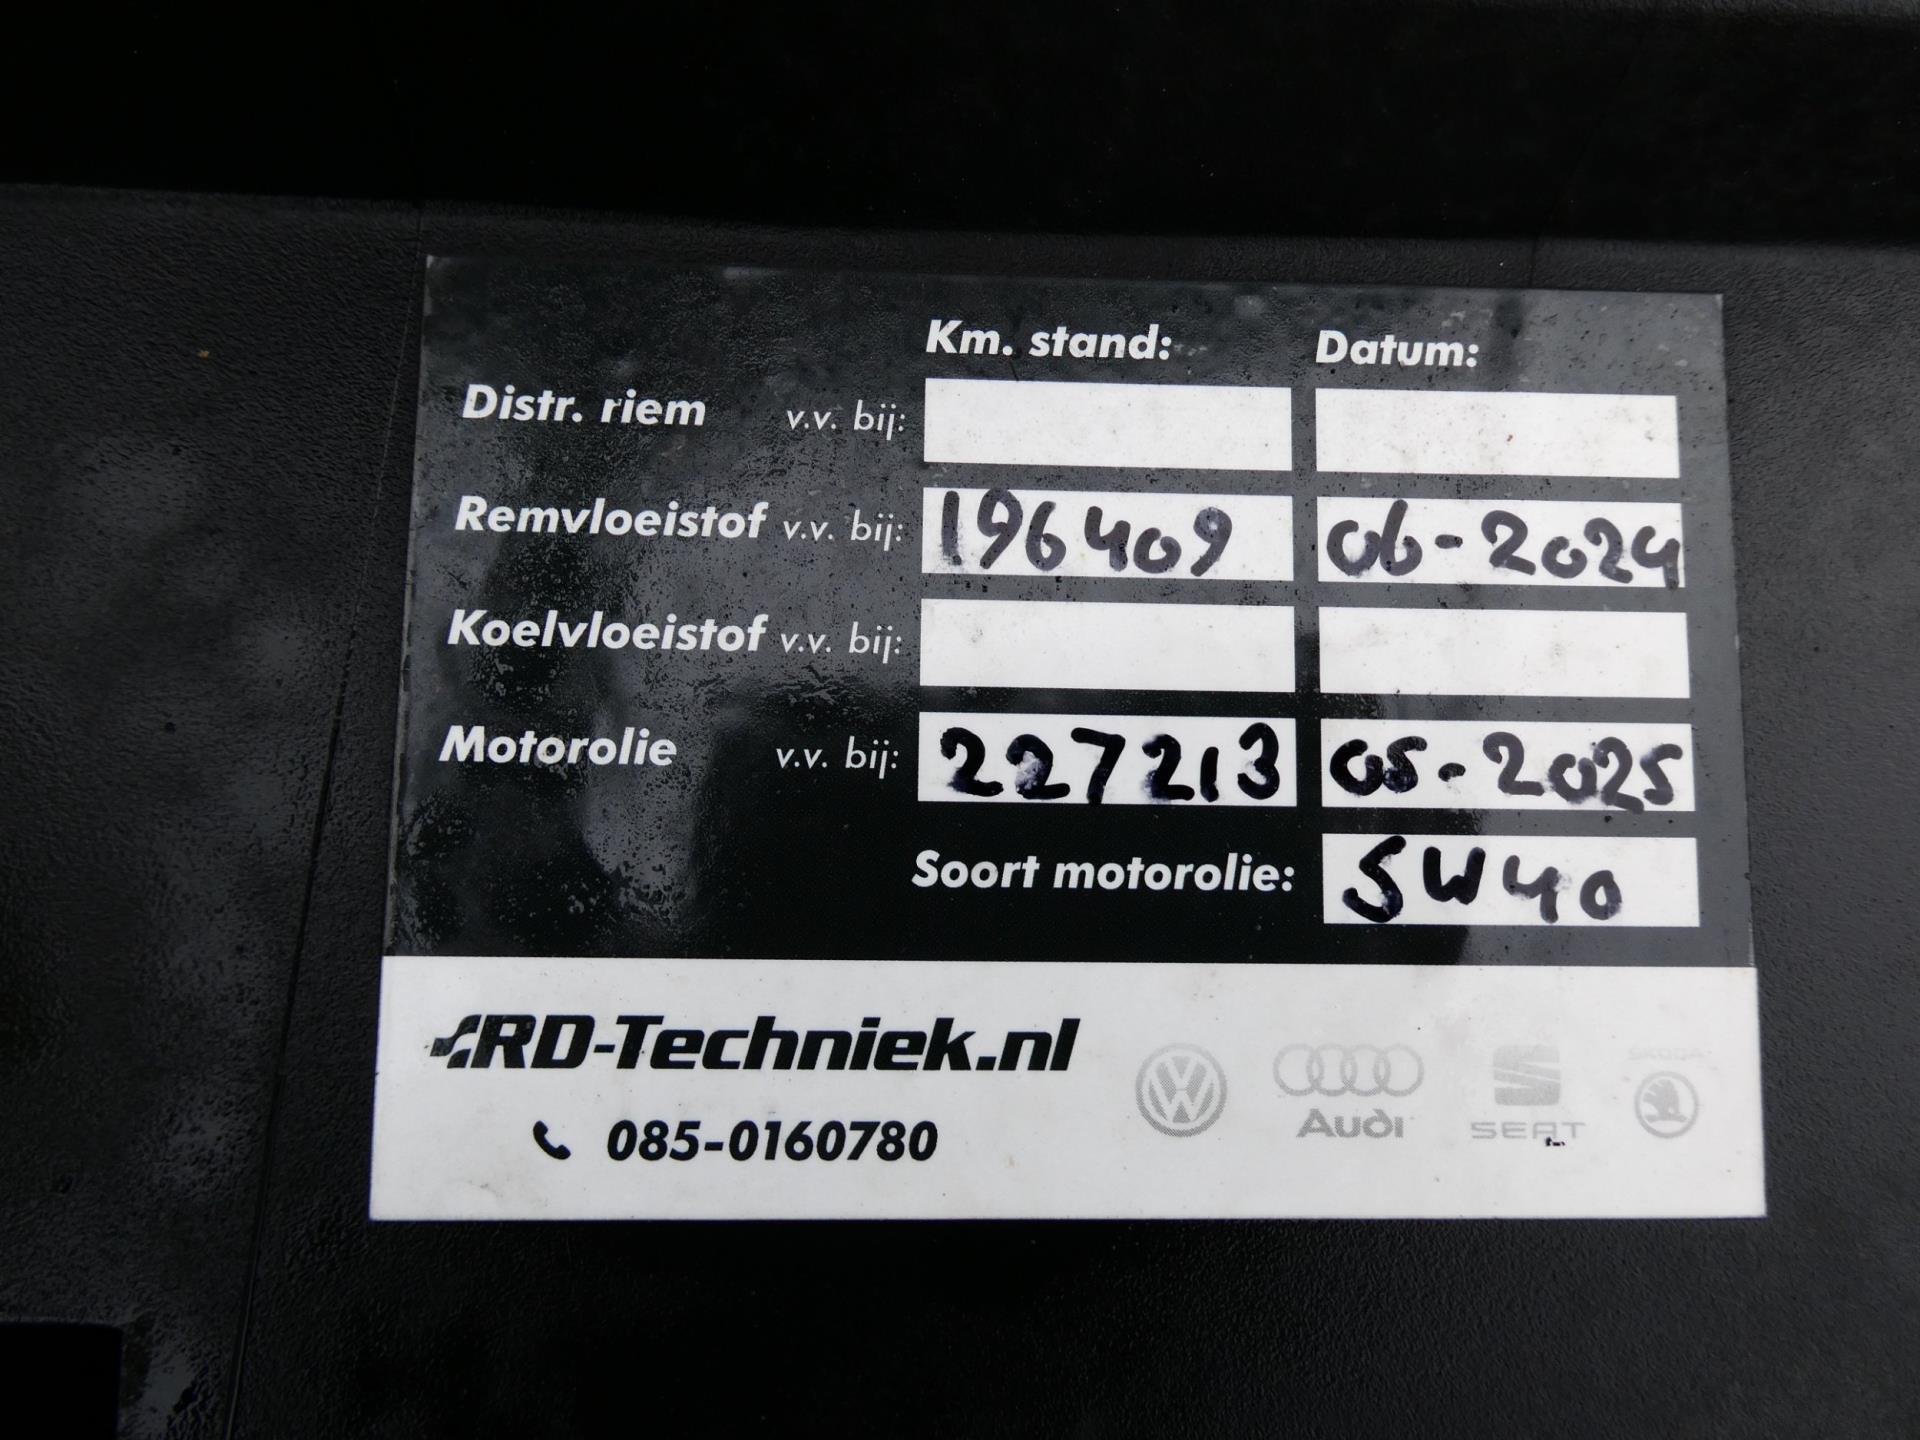 Km. stand: Datum:
Distr. riem v.v. bij:
Remvloeistof v.v. bij: 196409 06-2024
Koelvloeistof v.v. bij:
Motorolie v.v. bij: 227213 05-2025
Soort motorolie: 5W40
RD-Techniek.nl
085-0160780
Audi
SEAT
SKODA